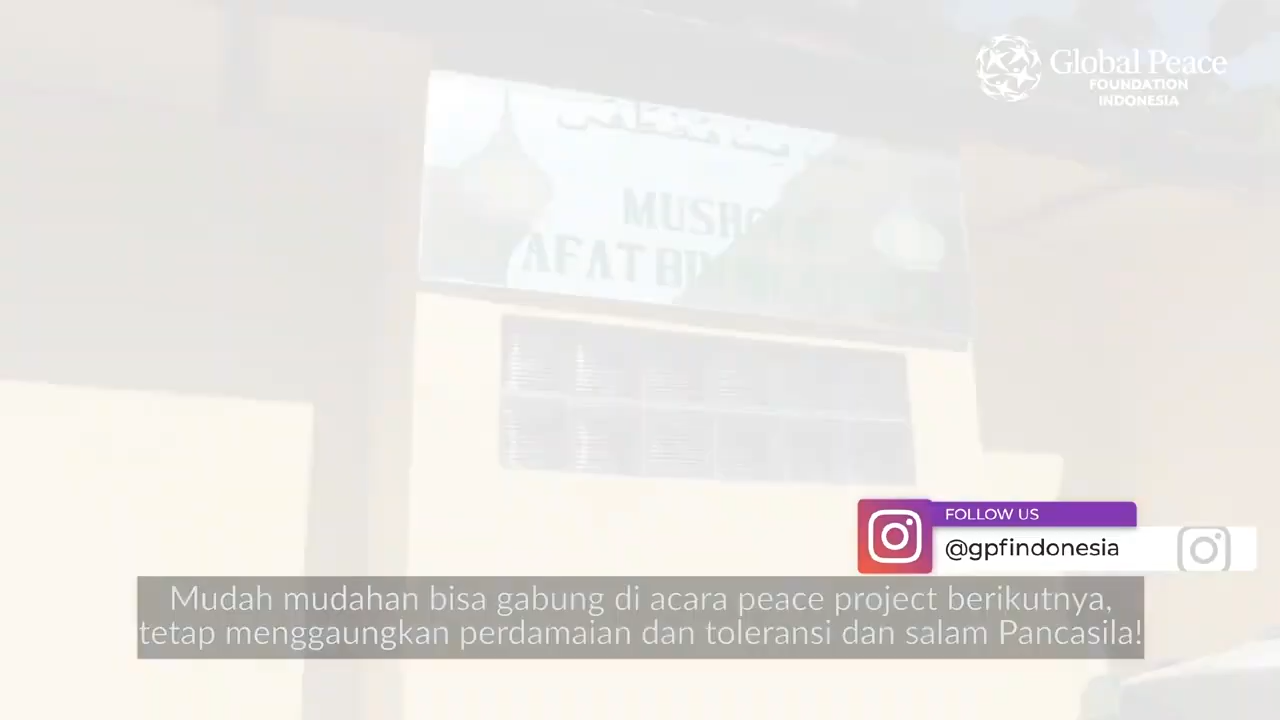 Global Peace
FOUNDATION
INDONESIA
AFAT
FOLLOW US
@gpfindonesia
Mudah mudahan bisa gabung di acara peace project berikutnya,
tetap menggaungkan perdamaian dan toleransi dan salam Pancasila!